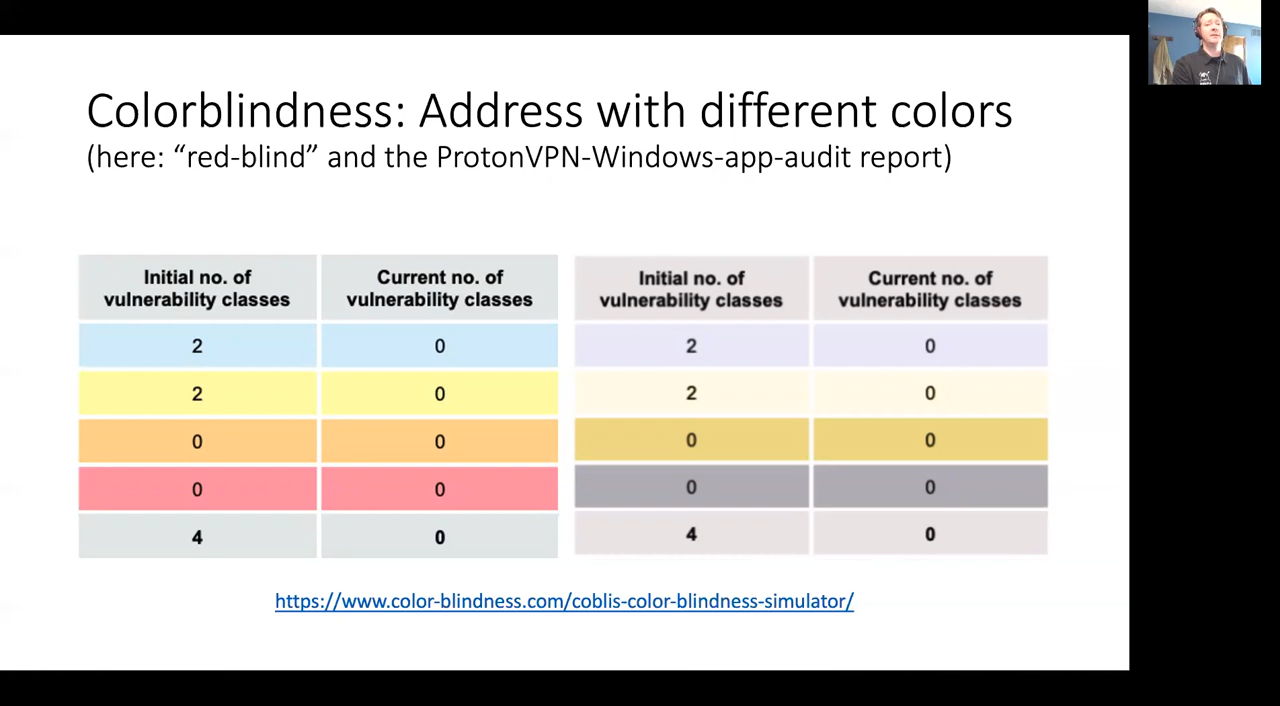 Colorblindness: Address with different colors
(here: “red-blind” and the ProtonVPN-Windows-app-audit report)
Initial no. of vulnerability classes Current no. of vulnerability classes
2 0
2 0
0 0
0 0
4 0
Initial no. of vulnerability classes Current no. of vulnerability classes
2 0
2 0
0 0
0 0
4 0
https://www.color-blindness.com/coblis-color-blindness-simulator/